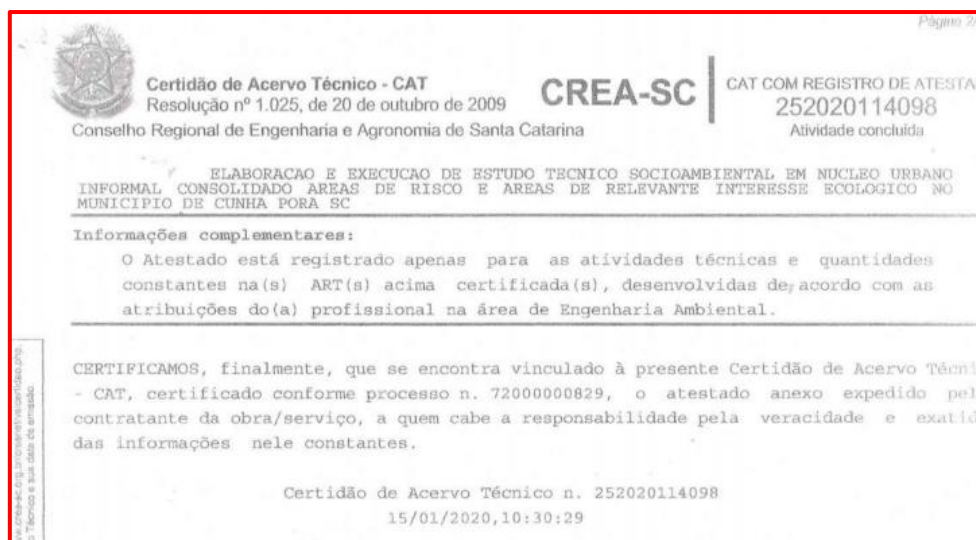 Página 2
Certidão de Acervo Técnico - CAT
Resolução nº 1.025, de 20 de outubro de 2009
Conselho Regional de Engenharia e Agronomia de Santa Catarina
CREA-SC
CAT COM REGISTRO DE ATESTA
252020114098
Atividade concluída
ELABORACAO E EXECUCAO DE ESTUDO TECNICO SOCIOAMBIENTAL EM NUCLEO URBANO
INFORMAL CONSOLIDADO AREAS DE RISCO E AREAS DE RELEVANTE INTERESSE ECOLOGICO NO
MUNICIPIO DE CUNHA PORA SC
Informações complementares:
O Atestado está registrado apenas para as atividades técnicas e quantidades
constantes na(s) ART(s) acima certificada(s), desenvolvidas de acordo com as
atribuições do(a) profissional na área de Engenharia Ambiental.
CERTIFICAMOS, finalmente, que se encontra vinculado à presente Certidão de Acervo Técni
- CAT, certificado conforme processo n. 72000000829, o atestado anexo expedido pel
contratante da obra/serviço, a quem cabe a responsabilidade pela veracidade e exatid
das informações nele constantes.
Certidão de Acervo Técnico n. 252020114098
15/01/2020,10:30:29
o Técnico e sua data de emissão.